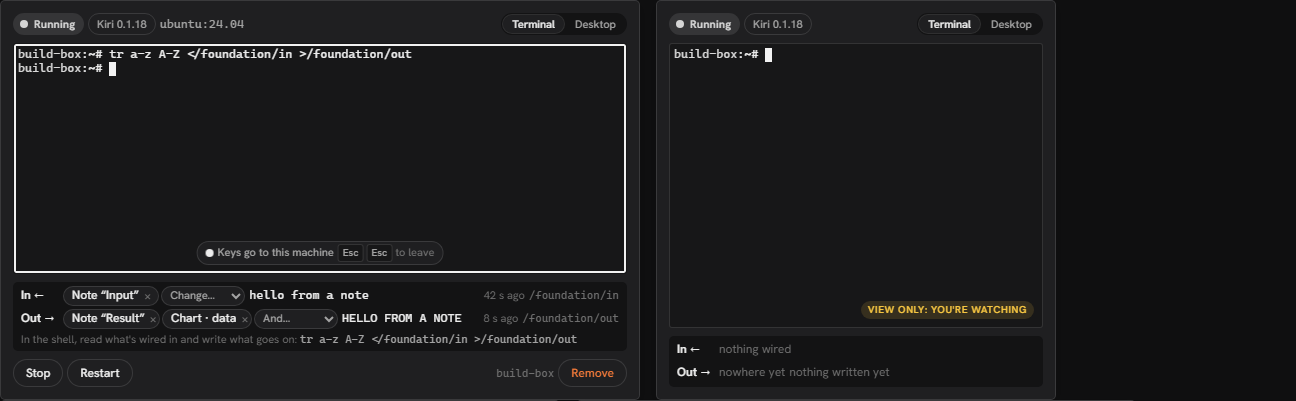 Running Kiri 0.1.18 ubuntu:24.04 Terminal Desktop
build-box:~# tr a-z A-Z </foundation/in >/foundation/out
build-box:~#
Keys go to this machine Esc Esc to leave
In ← Note “Input” × Change... hello from a note 42 s ago /foundation/in
Out → Note “Result” × Chart · data × And... HELLO FROM A NOTE 8 s ago /foundation/out
In the shell, read what's wired in and write what goes on: tr a-z A-Z </foundation/in >/foundation/out
Stop Restart build-box Remove
Running Kiri 0.1.18 Terminal Desktop
build-box:~#
VIEW ONLY: YOU'RE WATCHING
In ← nothing wired
Out → nowhere yet nothing written yet